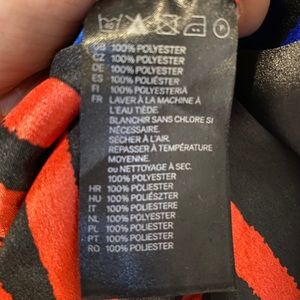 GB 100% POLYESTER
CZ 100% POLYESTER
DE 100% POLYESTER
ES 100% POLIÉSTER
FI 100% POLYESTERIÄ
FR LAVER À LA MACHINE À
L'EAU TIÈDE.
BLANCHIR SANS CHLORE SI
NÉCESSAIRE.
SÉCHER À L'AIR.
REPASSER À TEMPÉRATURE
MOYENNE.
ou NETTOYAGE À SEC.
100% POLYESTER
HR 100% POLIESTER
HU 100% POLIÉSZTER
IT 100% POLIESTERE
NL 100% POLYESTER
PL 100% POLIESTER
PT 100% POLIÉSTER
RO 100% POLIESTER